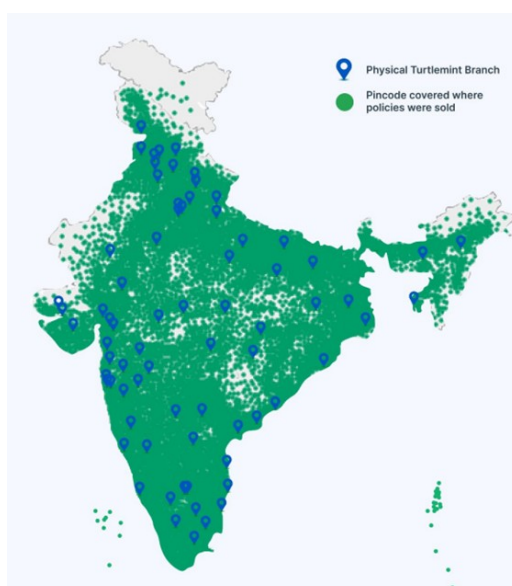 Physical Turtlemint Branch
Pincode covered where
policies were sold